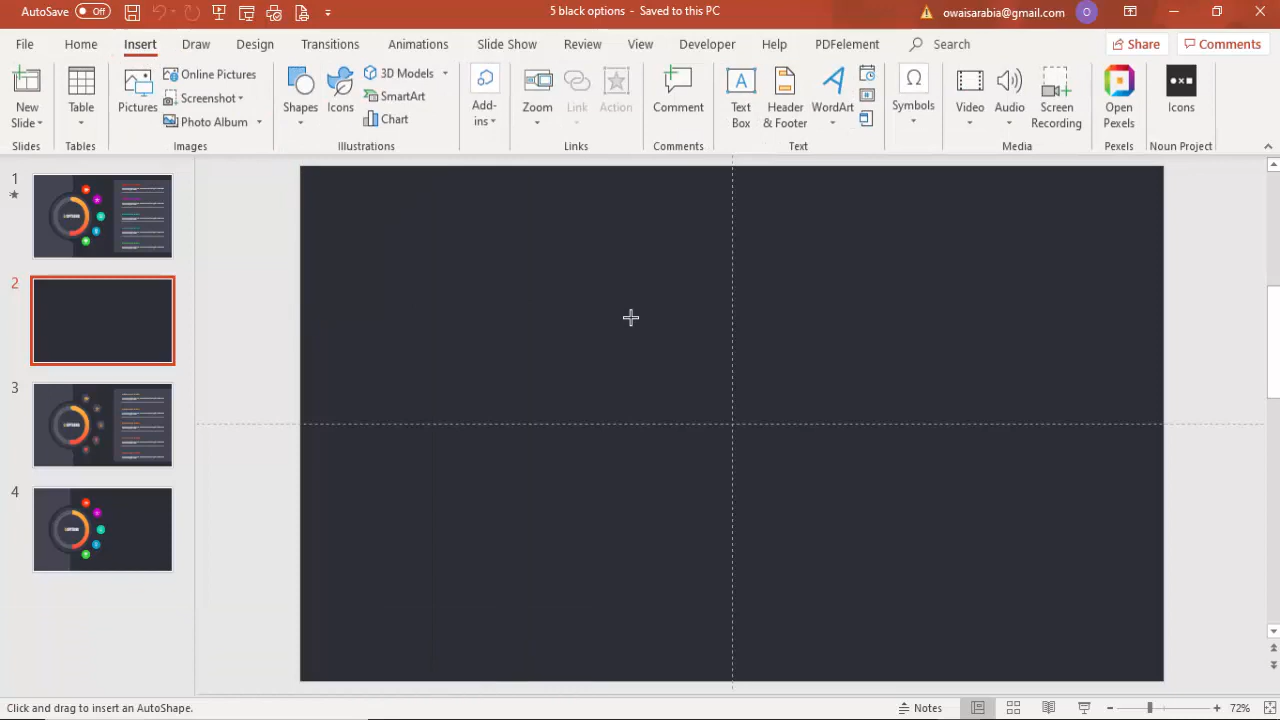 AutoSave Off
5 black options - Saved to this PC
owaisarabia@gmail.com O
File Home Insert Draw Design Transitions Animations Slide Show Review View Developer Help PDFelement Search Share Comments
New Slide
Table
Pictures
Online Pictures
Screenshot
Photo Album
Shapes
Icons
3D Models
SmartArt
Chart
Add-ins
Zoom
Link
Action
Comment
Text Box
Header & Footer
WordArt
Symbols
Video
Audio
Screen Recording
Open Pexels
Icons
Slides Tables Images Illustrations Links Comments Text Media Pexels Noun Project
1
2
3
4
Click and drag to insert an AutoShape.
Notes
72%